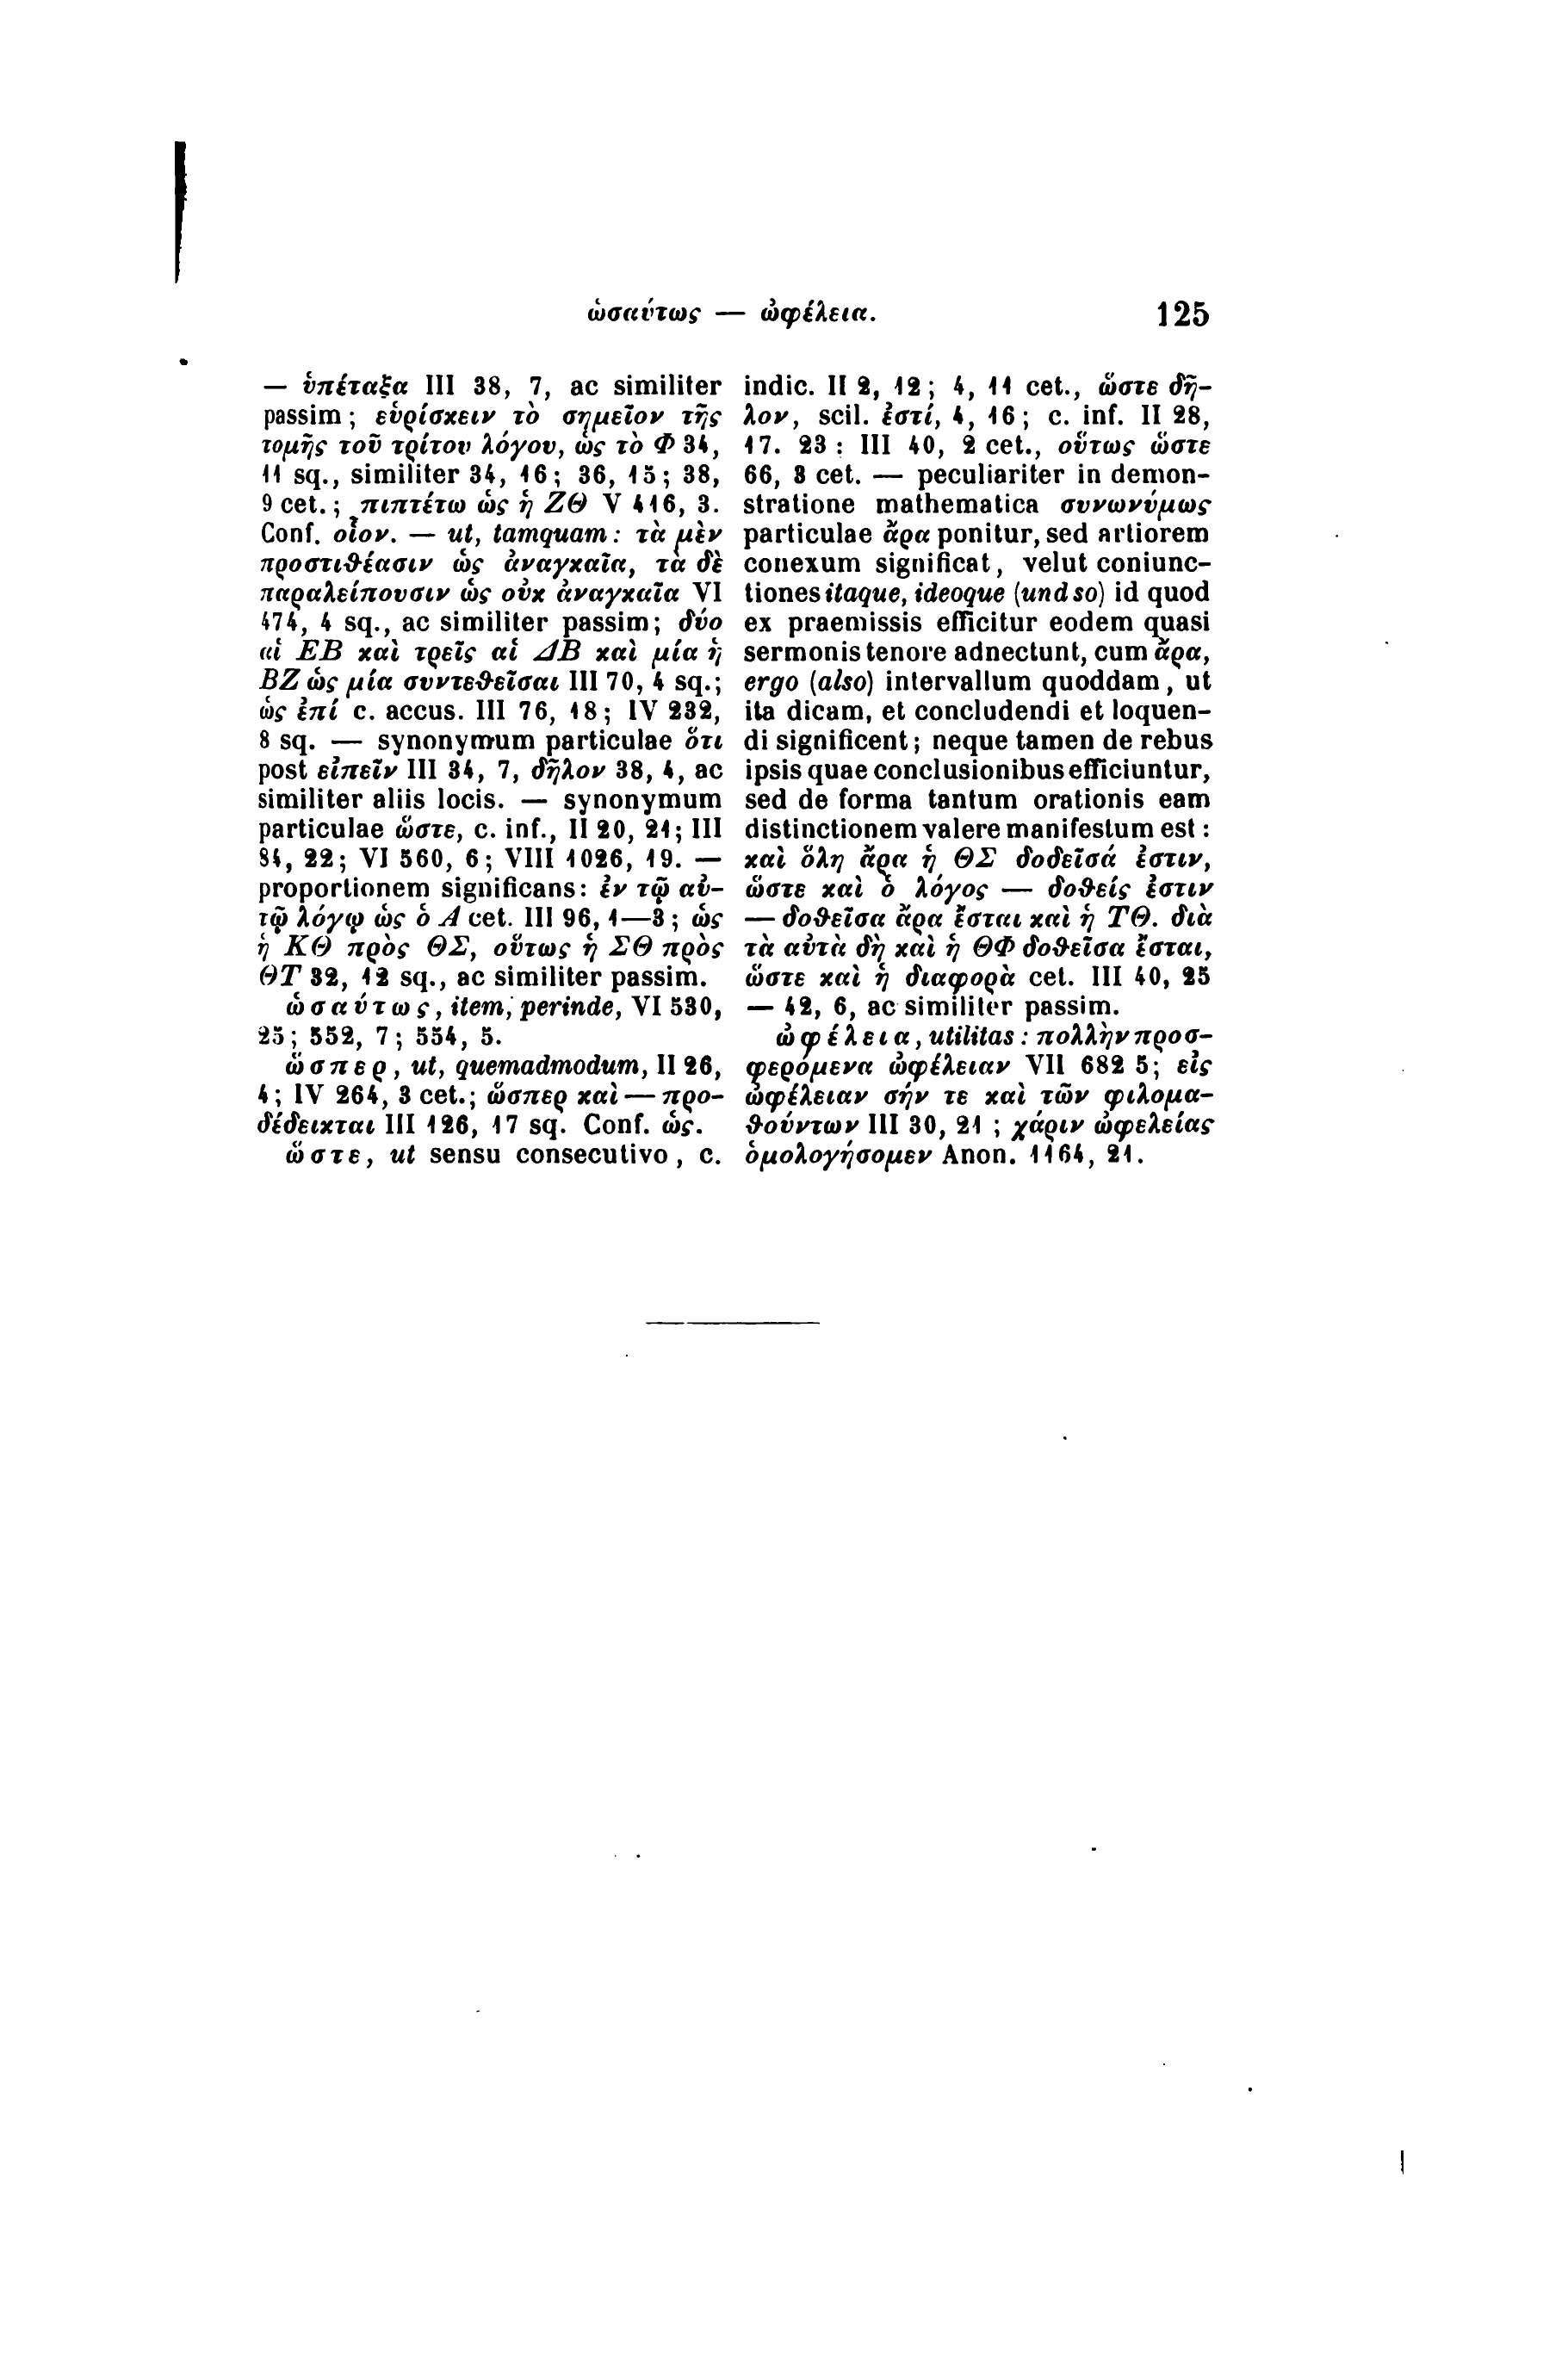 ὡσαύτως — ὠφέλεια. 125
— ὑπέταξα III 38, 7, ac similiter
passim; εὑρίσκειν τὸ σημεῖον τῆς
τομῆς τοῦ τρίτου λόγου, ὡς τὸ Φ 34,
11 sq., similiter 34, 16; 36, 15; 38,
9 cet.; πιπτέτω ὡς ἡ ΖΘ V 416, 3.
Conf. οἷον. — ut, tamquam: τὰ μὲν
προστιθέασιν ὡς ἀναγκαῖα, τὰ δὲ
παραλείπουσιν ὡς οὐκ ἀναγκαῖα VI
474, 4 sq., ac similiter passim; δύο
αἱ ΕΒ καὶ τρεῖς αἱ ΔΒ καὶ μία ἡ
ΒΖ ὡς μία συντεθεῖσαι III 70, 4 sq.;
ὡς ἐπί c. accus. III 76, 18; IV 232,
8 sq. — synonymum particulae ὅτι
post εἰπεῖν III 34, 7, δῆλον 38, 4, ac
similiter aliis locis. — synonymum
particulae ὥστε, c. inf., II 20, 21; III
84, 22; VI 560, 6; VIII 1026, 19. —
proportionem significans: ἐν τῷ αὐ-
τῷ λόγῳ ὡς ὁ Α cet. III 96, 1—3; ὡς
ἡ ΚΘ πρὸς ΘΣ, οὕτως ἡ ΣΘ πρὸς
ΘΤ 32, 12 sq., ac similiter passim.
ὡσαύτως, item, perinde, VI 530,
25; 552, 7; 554, 5.
ὥσπερ, ut, quemadmodum, II 26,
4; IV 264, 3 cet.; ὥσπερ καὶ — προ-
δέδεικται III 126, 17 sq. Conf. ὡς.
ὥστε, ut sensu consecutivo, c.
indic. II 2, 12; 4, 11 cet., ὥστε δῆ-
λον, scil. ἐστί, 4, 16; c. inf. II 28,
17. 23: III 40, 2 cet., οὕτως ὥστε
66, 3 cet. — peculiariter in demon-
stratione mathematica συνωνύμως
particulae ἄρα ponitur, sed artiorem
conexum significat, velut coniunc-
tiones itaque, ideoque (und so) id quod
ex praemissis efficitur eodem quasi
sermonis tenore adnectunt, cum ἄρα,
ergo (also) intervallum quoddam, ut
ita dicam, et concludendi et loquen-
di significent; neque tamen de rebus
ipsis quae conclusionibus efficiuntur,
sed de forma tantum orationis eam
distinctionem valere manifestum est:
καὶ ὅλη ἄρα ἡ ΘΣ δοδεῖσά ἐστιν,
ὥστε καὶ ὁ λόγος — δοθείς ἐστιν
— δοθεῖσα ἄρα ἔσται καὶ ἡ ΤΘ. διὰ
τὰ αὐτὰ δὴ καὶ ἡ ΘΦ δοθεῖσα ἔσται,
ὥστε καὶ ἡ διαφορὰ cet. III 40, 25
— 42, 6, ac similiter passim.
ὠφέλεια, utilitas: πολλὴν προσ-
φερόμενα ὠφέλειαν VII 682 5; εἰς
ὠφέλειαν σήν τε καὶ τῶν φιλομα-
θούντων III 30, 21; χάριν ὠφελείας
ὁμολογήσομεν Anon. 1164, 21.